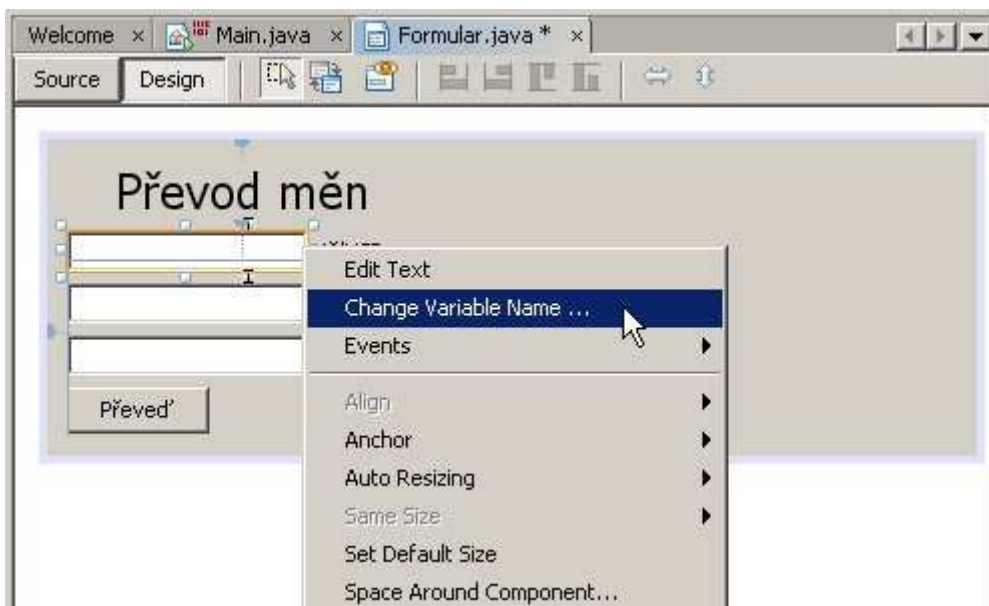 Welcome × Main.java × Formular.java * ×
Source Design
Převod měn
Edit Text
Change Variable Name ...
Events
Převeď
Align
Anchor
Auto Resizing
Same Size
Set Default Size
Space Around Component...